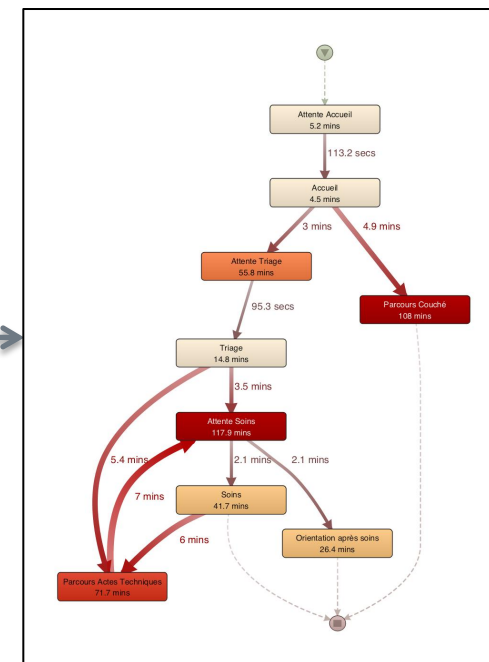 Attente Accueil
5.2 mins
113.2 secs
Accueil
4.5 mins
3 mins
4.9 mins
Attente Triage
55.8 mins
Parcours Couché
108 mins
95.3 secs
Triage
14.8 mins
3.5 mins
Attente Soins
117.9 mins
5.4 mins
2.1 mins
2.1 mins
7 mins
Soins
41.7 mins
6 mins
Orientation après soins
26.4 mins
Parcours Actes Techniques
71.7 mins